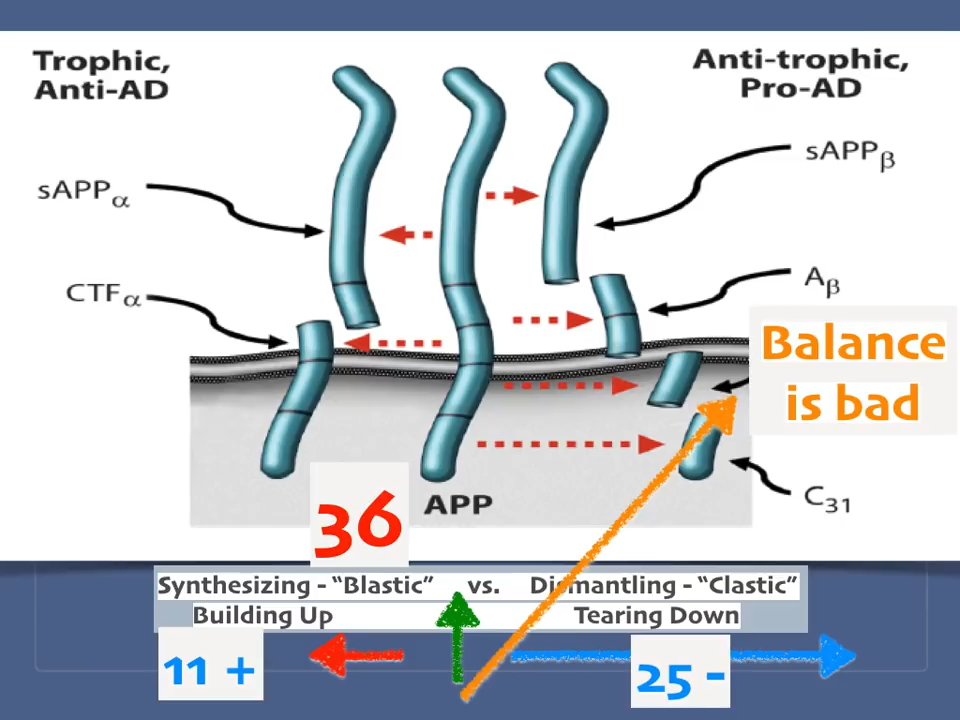 Trophic,
Anti-AD
Anti-trophic,
Pro-AD
sAPPβ
sAPPα
CTFα
Aβ
Balance
is bad
APP
C31
36
Synthesizing - “Blastic” vs. Dismantling - “Clastic”
Building Up Tearing Down
11 + 25 -